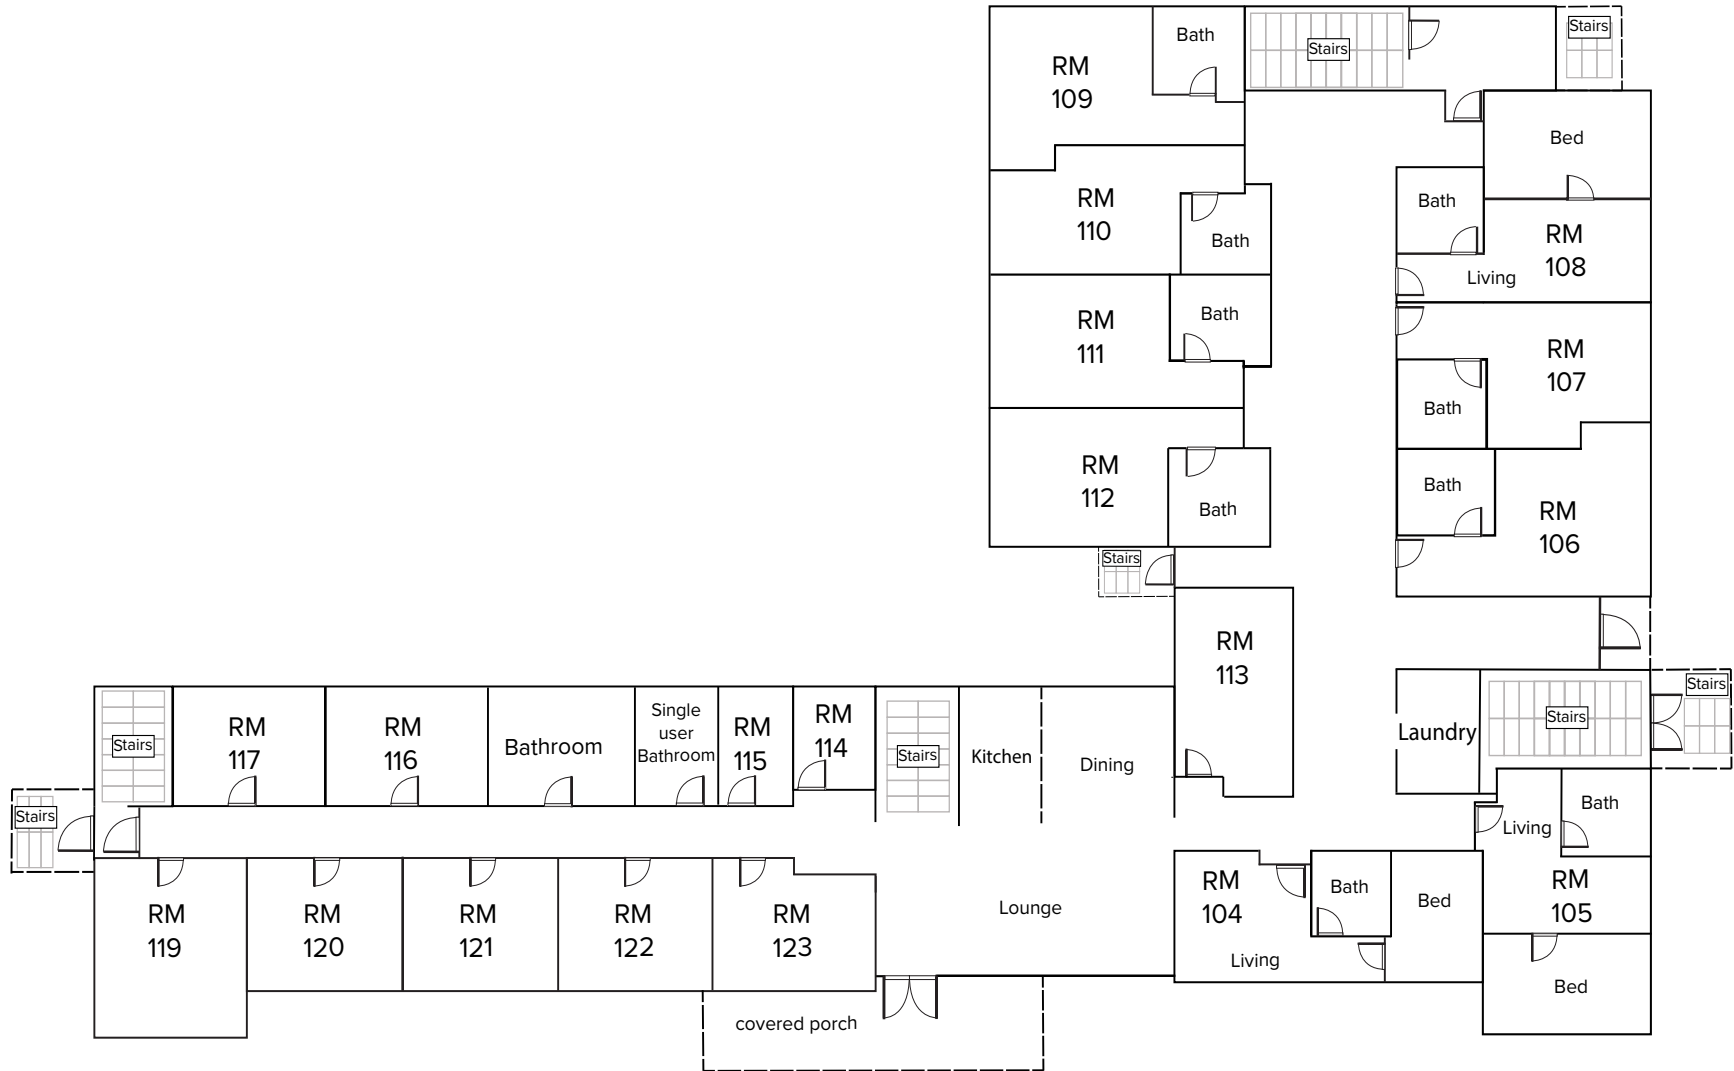 Stairs
Bath
Stairs
RM
109
Bed
RM
110
Bath
Bath
RM
108
Living
Bath
RM
111
RM
107
Bath
RM
112
Bath
Bath
RM
106
Stairs
RM
113
Stairs
Laundry
Stairs
Stairs
RM
117
RM
116
Bathroom
Single
user
Bathroom
RM
115
RM
114
Stairs
Kitchen
Dining
Stairs
Living
Bath
RM
119
RM
120
RM
121
RM
122
RM
123
Lounge
RM
104
Bath
Bed
RM
105
Living
Bed
covered porch